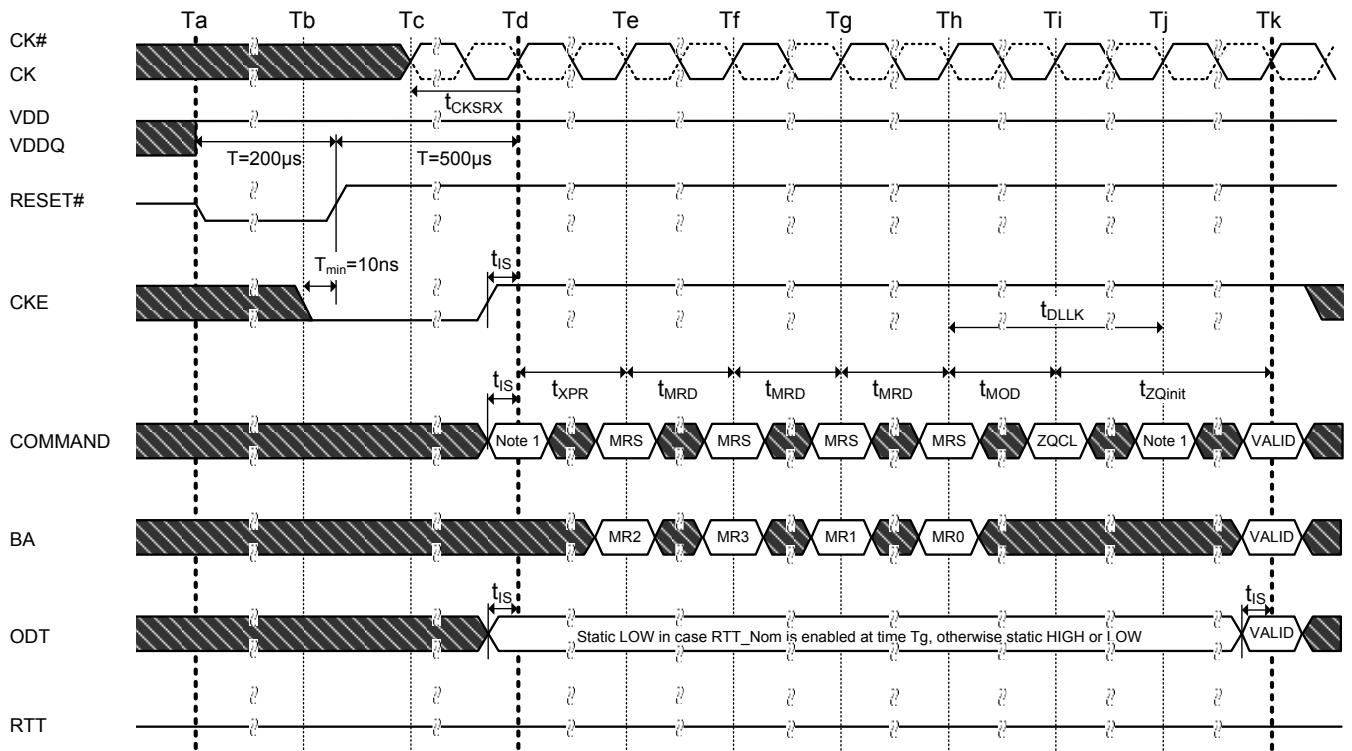 Ta Tb Tc Td Te Tf Tg Th Ti Tj Tk
CK#
CK
tCKSRX
VDD
VDDQ
T=200µs T=500µs
RESET#
Tmin=10ns tIS
CKE
tDLLK
tIS tXPR tMRD tMRD tMRD tMOD tZQinit
COMMAND Note 1 MRS MRS MRS MRS ZQCL Note 1 VALID
BA MR2 MR3 MR1 MR0 VALID
tIS tIS
ODT Static LOW in case RTT_Nom is enabled at time Tg, otherwise static HIGH or LOW VALID
RTT